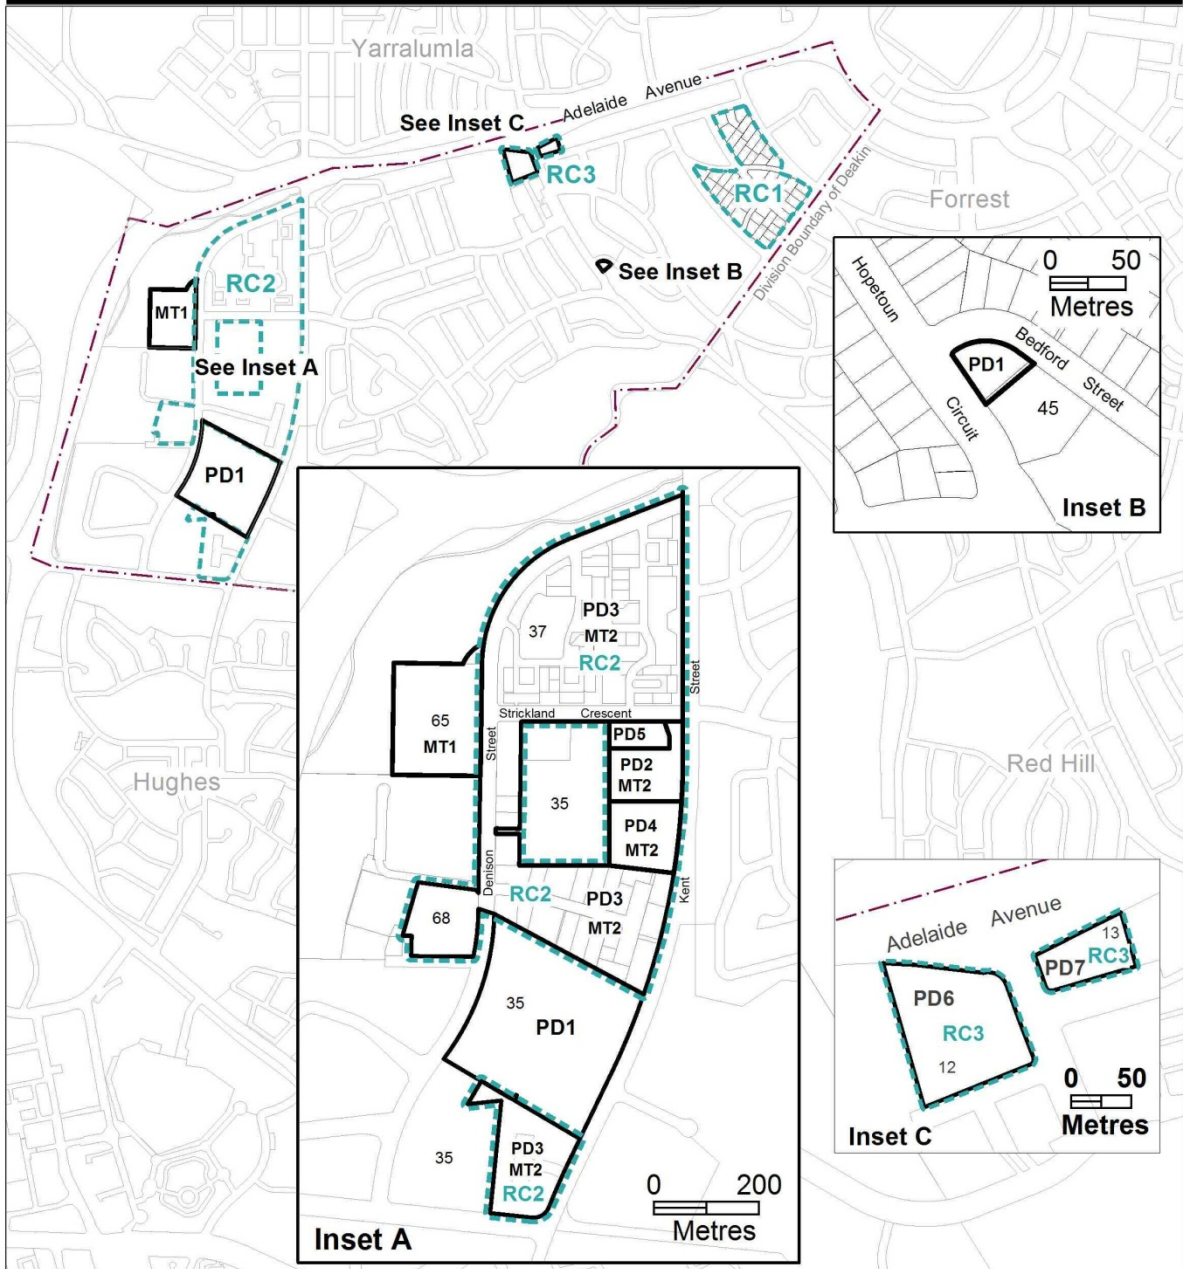 Yarralumla
See Inset C
Adelaide Avenue
RC3
RC1
Division Boundary of Deakin
Forrest
RC2
See Inset B
MT1
See Inset A
PD1
Hopetoun
Circuit
0 50
Metres
Bedford Street
PD1
45
Inset B
PD3
37
MT2
RC2
Street
Strickland Crescent
65
MT1
Street
PD5
PD2
MT2
35
PD4
MT2
Denison
RC2
Kent
PD3
MT2
68
35
PD1
PD3
MT2
35
RC2
0 200
Metres
Inset A
Hughes
Red Hill
Adelaide Avenue
13
RC3
PD7
PD6
RC3
12
0 50
Metres
Inset C